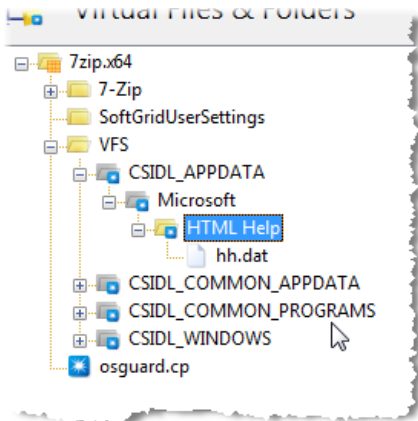 Virtual Files & Folders
7zip.x64
7-Zip
SoftGridUserSettings
VFS
CSIDL_APPDATA
Microsoft
HTML Help
hh.dat
CSIDL_COMMON_APPDATA
CSIDL_COMMON_PROGRAMS
CSIDL_WINDOWS
osguard.cp